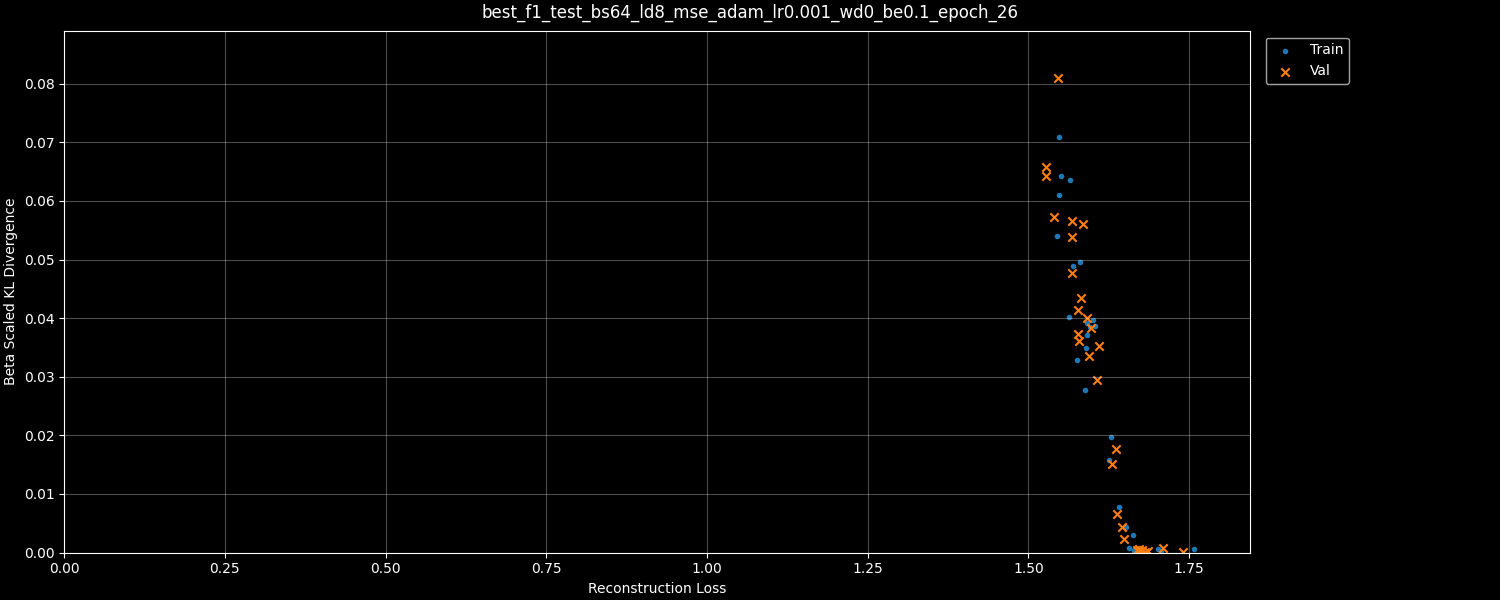 best_f1_test_bs64_ld8_mse_adam_lr0.001_wd0_be0.1_epoch_26
Train
Val
Beta Scaled KL Divergence
0.08
0.07
0.06
0.05
0.04
0.03
0.02
0.01
0.00
0.00 0.25 0.50 0.75 1.00 1.25 1.50 1.75
Reconstruction Loss